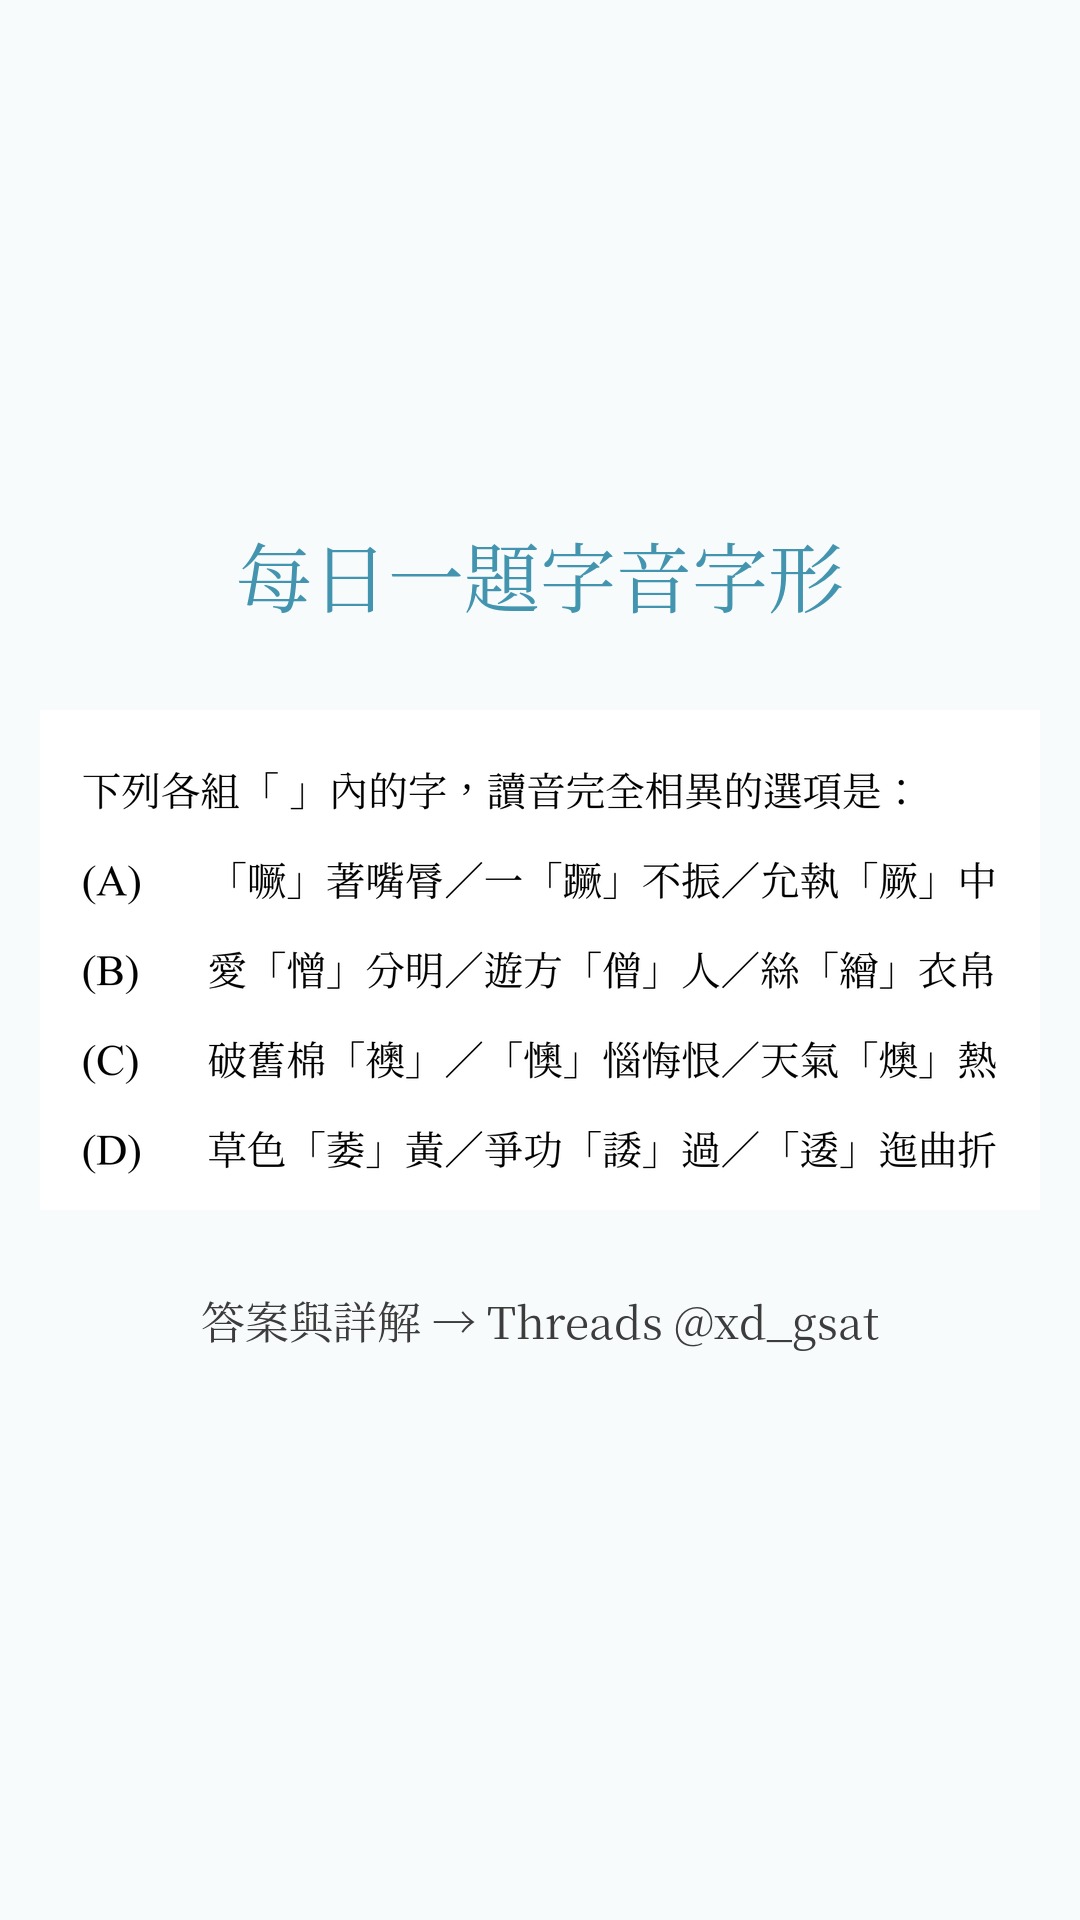 每日一題字音字形
下列各組「 」內的字，讀音完全相異的選項是：
(A) 「噘」著嘴脣／一「蹶」不振／允執「厥」中
(B) 愛「憎」分明／遊方「僧」人／絲「繒」衣帛
(C) 破舊棉「襖」／「懊」惱悔恨／天氣「燠」熱
(D) 草色「萎」黃／爭功「諉」過／「逶」迤曲折
答案與詳解 → Threads @xd_gsat